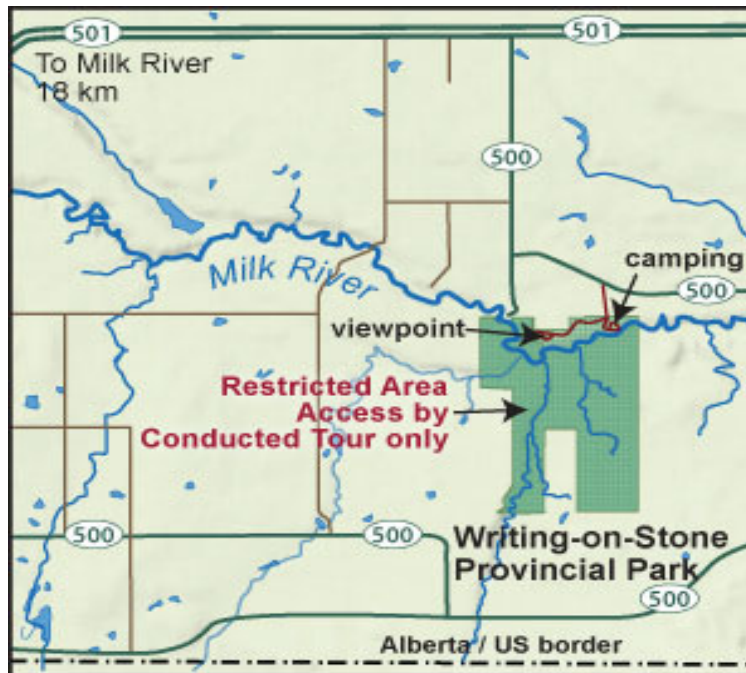 501
501
To Milk River
18 km
500
camping
Milk River
500
viewpoint
Restricted Area
Access by
Conducted Tour only
500
500
Writing-on-Stone
Provincial Park
500
Alberta / US border